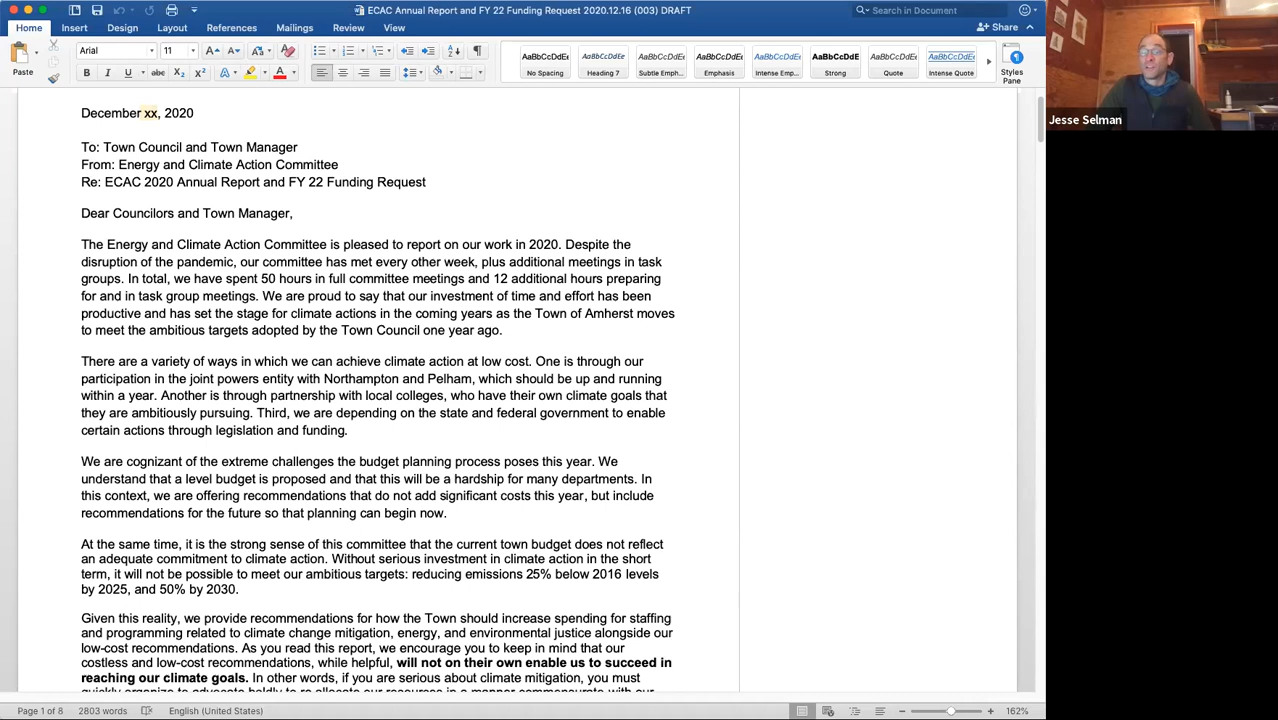 ECAC Annual Report and FY 22 Funding Request 2020.12.16 (003) DRAFT
Search in Document
Home Insert Design Layout References Mailings Review View
Share
Paste
Arial 11
AaBbCcDdEe AaBbCcDdEe AaBbCcDdEe AaBbCcDdEe AaBbCcDdEe AaBbCcDdE AaBbCcDdEe AaBbCcDdEe
No Spacing Heading 7 Subtle Emph... Emphasis Intense Emp... Strong Quote Intense Quote
Styles
Pane
December xx, 2020
To: Town Council and Town Manager
From: Energy and Climate Action Committee
Re: ECAC 2020 Annual Report and FY 22 Funding Request
Dear Councilors and Town Manager,
The Energy and Climate Action Committee is pleased to report on our work in 2020. Despite the
disruption of the pandemic, our committee has met every other week, plus additional meetings in task
groups. In total, we have spent 50 hours in full committee meetings and 12 additional hours preparing
for and in task group meetings. We are proud to say that our investment of time and effort has been
productive and has set the stage for climate actions in the coming years as the Town of Amherst moves
to meet the ambitious targets adopted by the Town Council one year ago.
There are a variety of ways in which we can achieve climate action at low cost. One is through our
participation in the joint powers entity with Northampton and Pelham, which should be up and running
within a year. Another is through partnership with local colleges, who have their own climate goals that
they are ambitiously pursuing. Third, we are depending on the state and federal government to enable
certain actions through legislation and funding.
We are cognizant of the extreme challenges the budget planning process poses this year. We
understand that a level budget is proposed and that this will be a hardship for many departments. In
this context, we are offering recommendations that do not add significant costs this year, but include
recommendations for the future so that planning can begin now.
At the same time, it is the strong sense of this committee that the current town budget does not reflect
an adequate commitment to climate action. Without serious investment in climate action in the short
term, it will not be possible to meet our ambitious targets: reducing emissions 25% below 2016 levels
by 2025, and 50% by 2030.
Given this reality, we provide recommendations for how the Town should increase spending for staffing
and programming related to climate change mitigation, energy, and environmental justice alongside our
low-cost recommendations. As you read this report, we encourage you to keep in mind that our
costless and low-cost recommendations, while helpful, will not on their own enable us to succeed in
reaching our climate goals. In other words, if you are serious about climate mitigation, you must
quickly organize to advocate boldly to re-allocate our resources in a manner commensurate with our
Page 1 of 8 2803 words English (United States) 162%
Jesse Selman